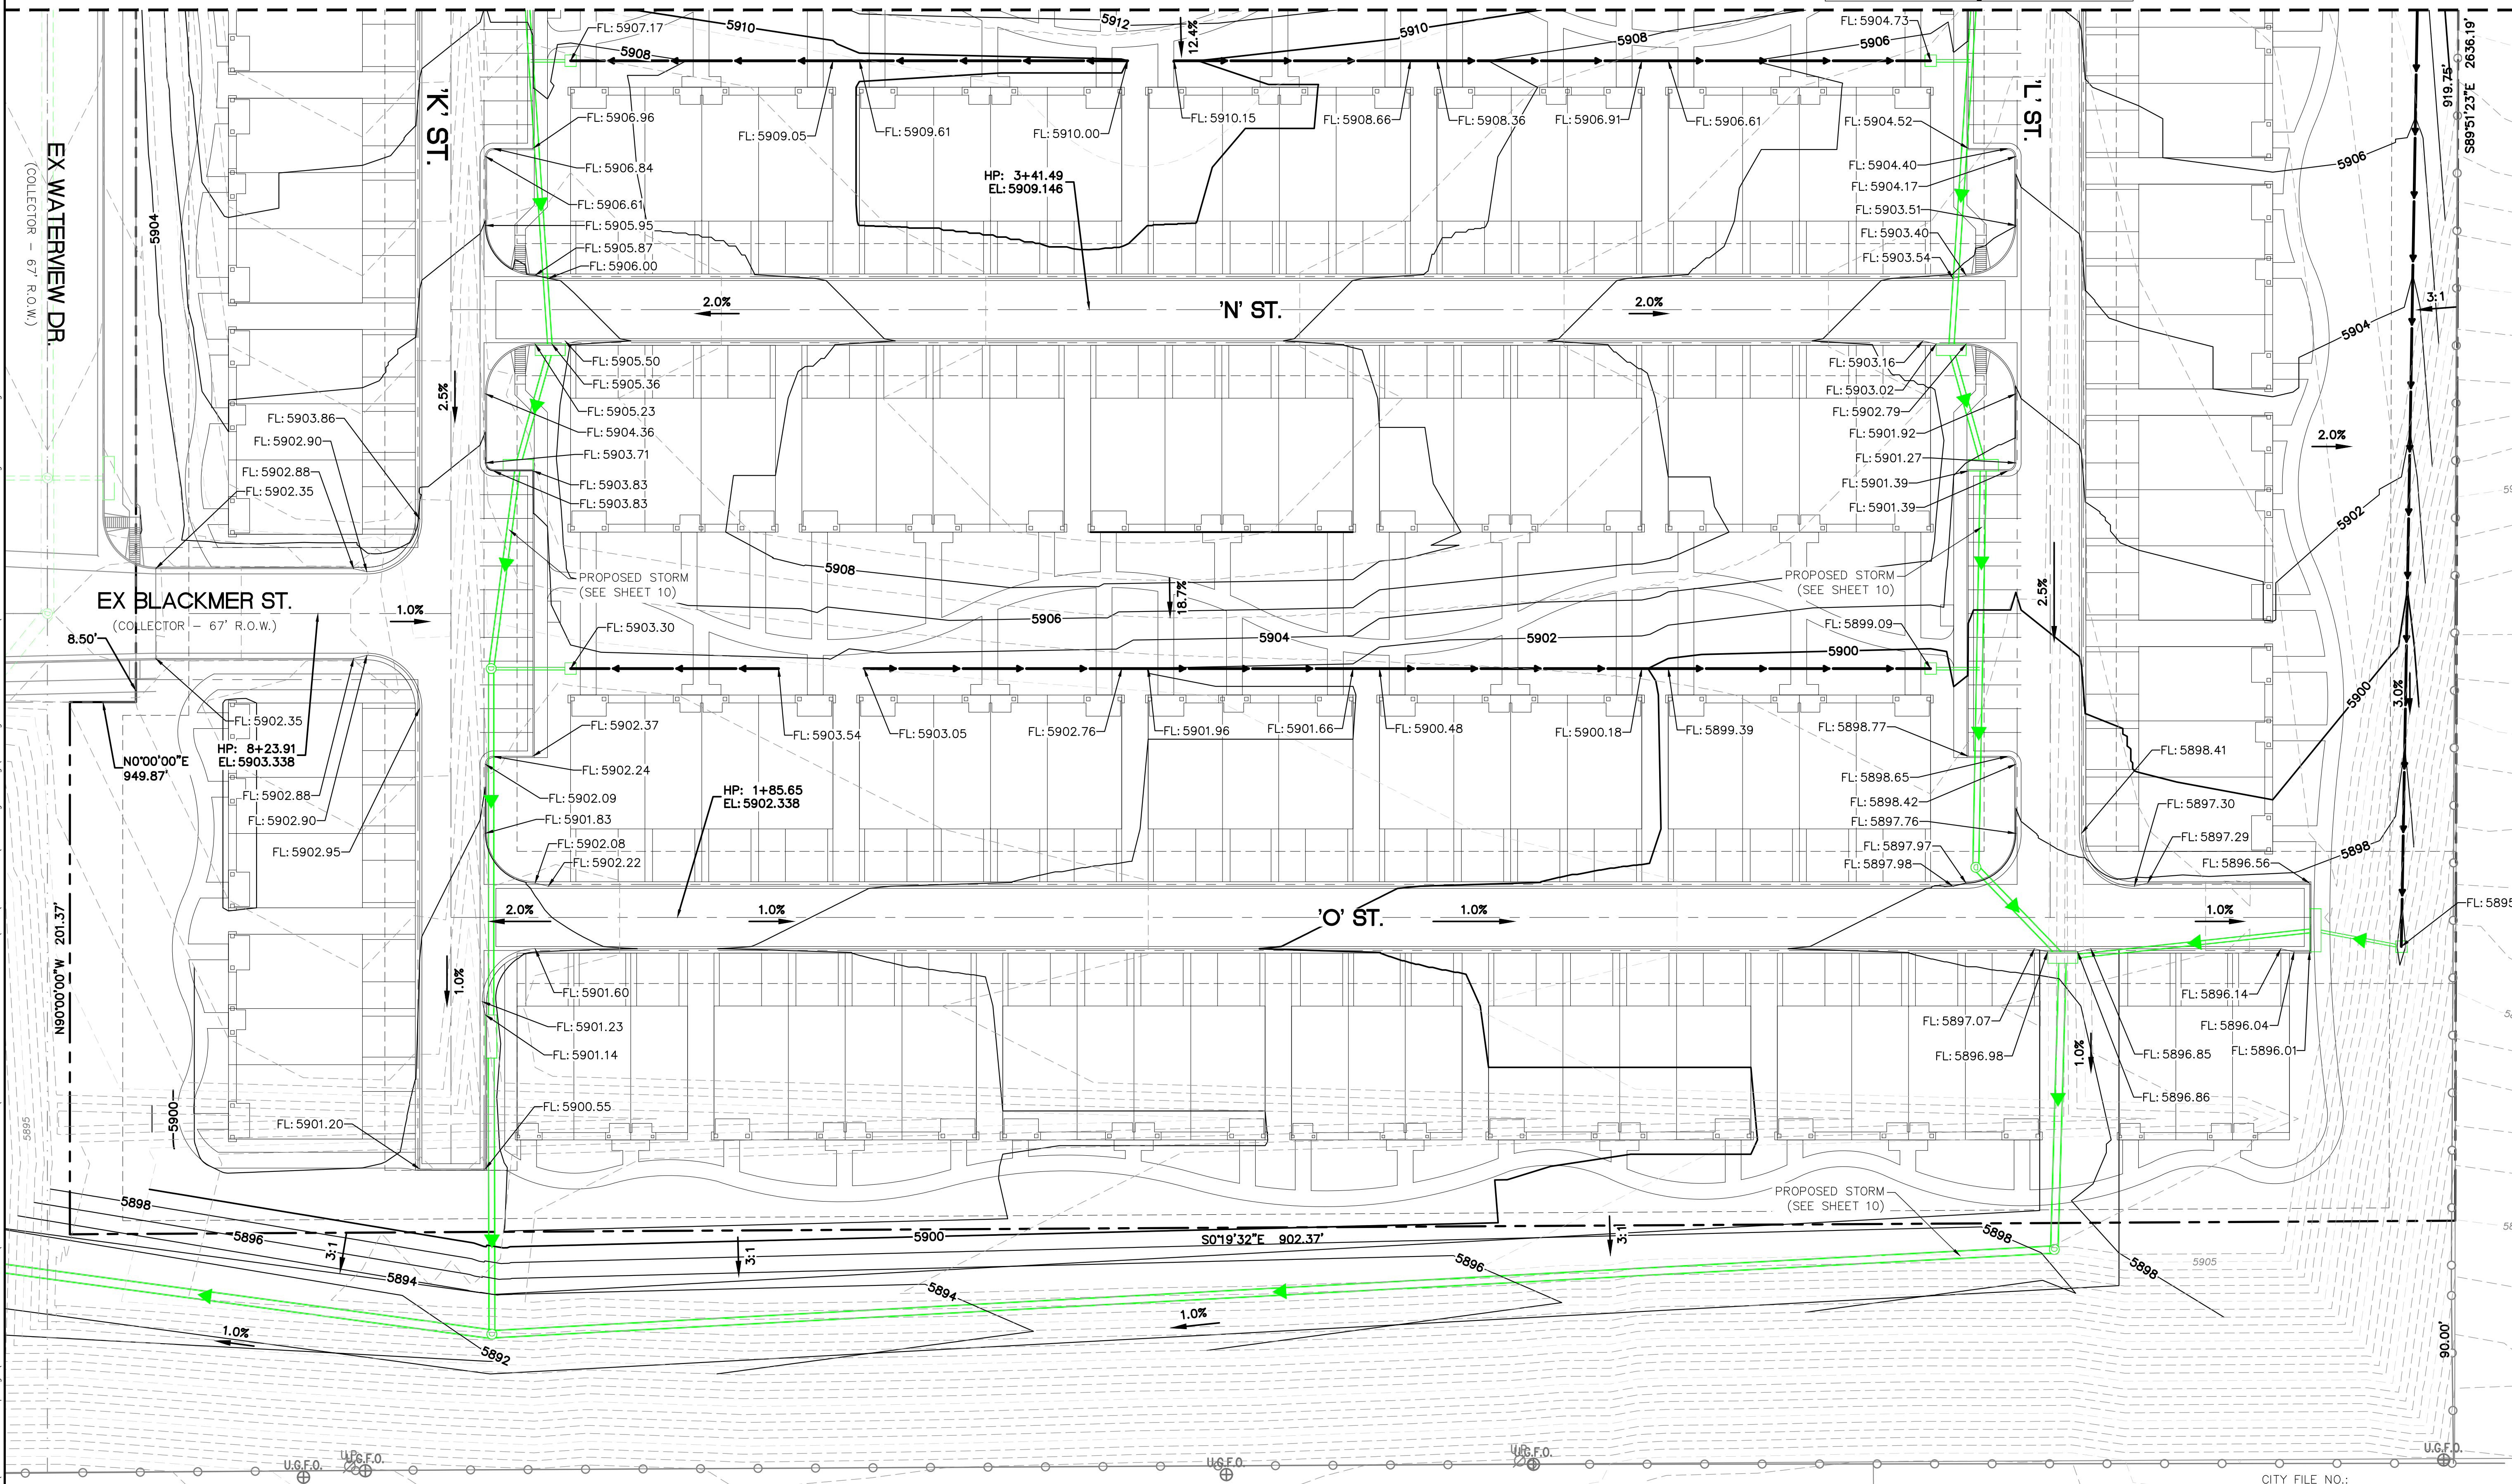 5912
5910
5910
5908
5908
5906
12.4%
FL: 5907.17
FL: 5904.73
919.75'
S89°51'23"E 2636.19'
'K' ST.
'L' ST.
EX WATERVIEW DR.
(COLLECTOR - 67' R.O.W.)
5904
FL: 5906.96
FL: 5909.05
FL: 5909.61
FL: 5910.00
FL: 5910.15
FL: 5908.66
FL: 5908.36
FL: 5906.91
FL: 5906.61
FL: 5904.52
FL: 5906.84
FL: 5906.61
FL: 5905.95
FL: 5905.87
FL: 5906.00
HP: 3+41.49
EL: 5909.146
FL: 5904.40
FL: 5904.17
FL: 5903.51
FL: 5903.40
FL: 5903.54
5906
5904
3:1
2.0%
'N' ST.
2.0%
2.5%
FL: 5905.50
FL: 5905.36
FL: 5905.23
FL: 5904.36
FL: 5903.71
FL: 5903.83
FL: 5903.83
FL: 5903.16
FL: 5903.02
FL: 5902.79
FL: 5901.92
FL: 5901.27
FL: 5901.39
FL: 5901.39
FL: 5903.86
FL: 5902.90
FL: 5902.88
FL: 5902.35
2.0%
5902
EX BLACKMER ST.
(COLLECTOR - 67' R.O.W.)
1.0%
8.50'
PROPOSED STORM
(SEE SHEET 10)
5908
5906
5904
5902
5900
18.7%
PROPOSED STORM
(SEE SHEET 10)
2.5%
FL: 5903.30
FL: 5899.09
5900
3.0%
FL: 5902.35
HP: 8+23.91
EL: 5903.338
N0°00'00"E
949.87'
FL: 5902.88
FL: 5902.90
FL: 5902.95
FL: 5902.37
FL: 5903.54
FL: 5903.05
FL: 5902.76
FL: 5901.96
FL: 5901.66
FL: 5900.48
FL: 5900.18
FL: 5899.39
FL: 5898.77
FL: 5898.41
FL: 5902.24
FL: 5902.09
FL: 5901.83
FL: 5902.08
FL: 5902.22
HP: 1+85.65
EL: 5902.338
FL: 5898.65
FL: 5898.42
FL: 5897.76
FL: 5897.97
FL: 5897.98
FL: 5897.30
FL: 5897.29
FL: 5896.56
5898
FL: 5895
N90°00'00"W 201.37'
2.0%
1.0%
'O' ST.
1.0%
1.0%
1.0%
FL: 5901.60
FL: 5901.23
FL: 5901.14
FL: 5900.55
FL: 5901.20
FL: 5897.07
FL: 5896.98
1.0%
FL: 5896.85
FL: 5896.86
FL: 5896.14
FL: 5896.04
FL: 5896.01
5895
5900
PROPOSED STORM
(SEE SHEET 10)
5898
5896
5894
5892
3:1
3:1
5900
S0°19'32"E 902.37'
3:1
5898
5896
5894
5898
5905
1.0%
1.0%
90.00'
U.G.F.O.
U.G.F.O.
U.G.F.O.
U.G.F.O.
U.G.F.O.
CITY FILE NO.: